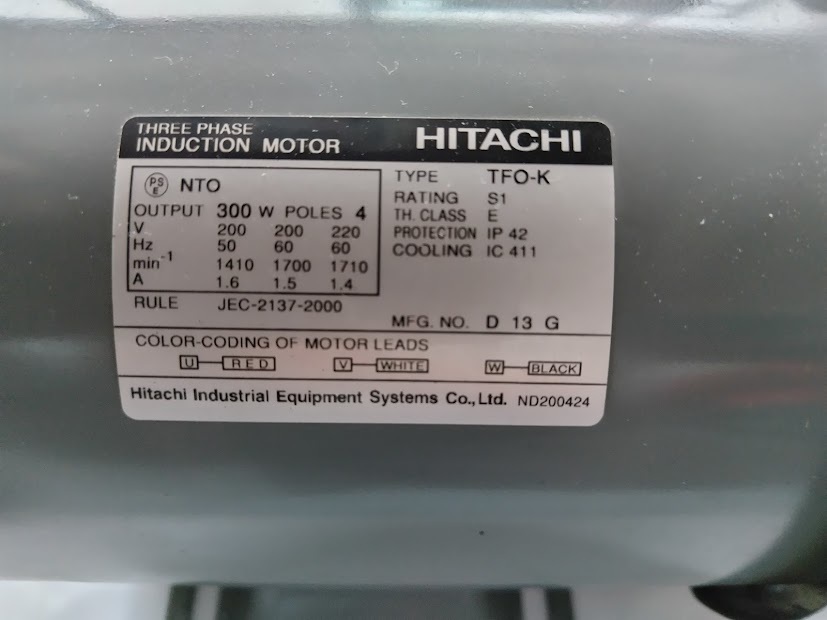 THREE PHASE
INDUCTION MOTOR
HITACHI
PS
E
NTO
OUTPUT 300 W POLES 4
V 200 200 220
Hz 50 60 60
min-1 1410 1700 1710
A 1.6 1.5 1.4
RULE JEC-2137-2000
TYPE TFO-K
RATING S1
TH. CLASS E
PROTECTION IP 42
COOLING IC 411
MFG. NO. D 13 G
COLOR-CODING OF MOTOR LEADS
U RED V WHITE W BLACK
Hitachi Industrial Equipment Systems Co., Ltd. ND200424